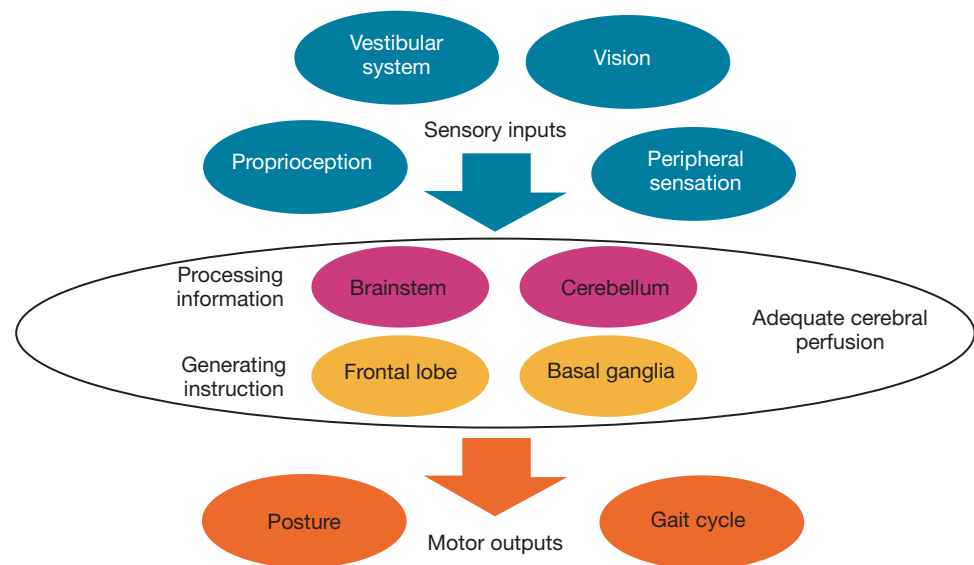 Vestibular
system
Vision
Sensory inputs
Proprioception
Peripheral
sensation
Processing
information
Brainstem
Cerebellum
Adequate cerebral
perfusion
Generating
instruction
Frontal lobe
Basal ganglia
Posture
Gait cycle
Motor outputs